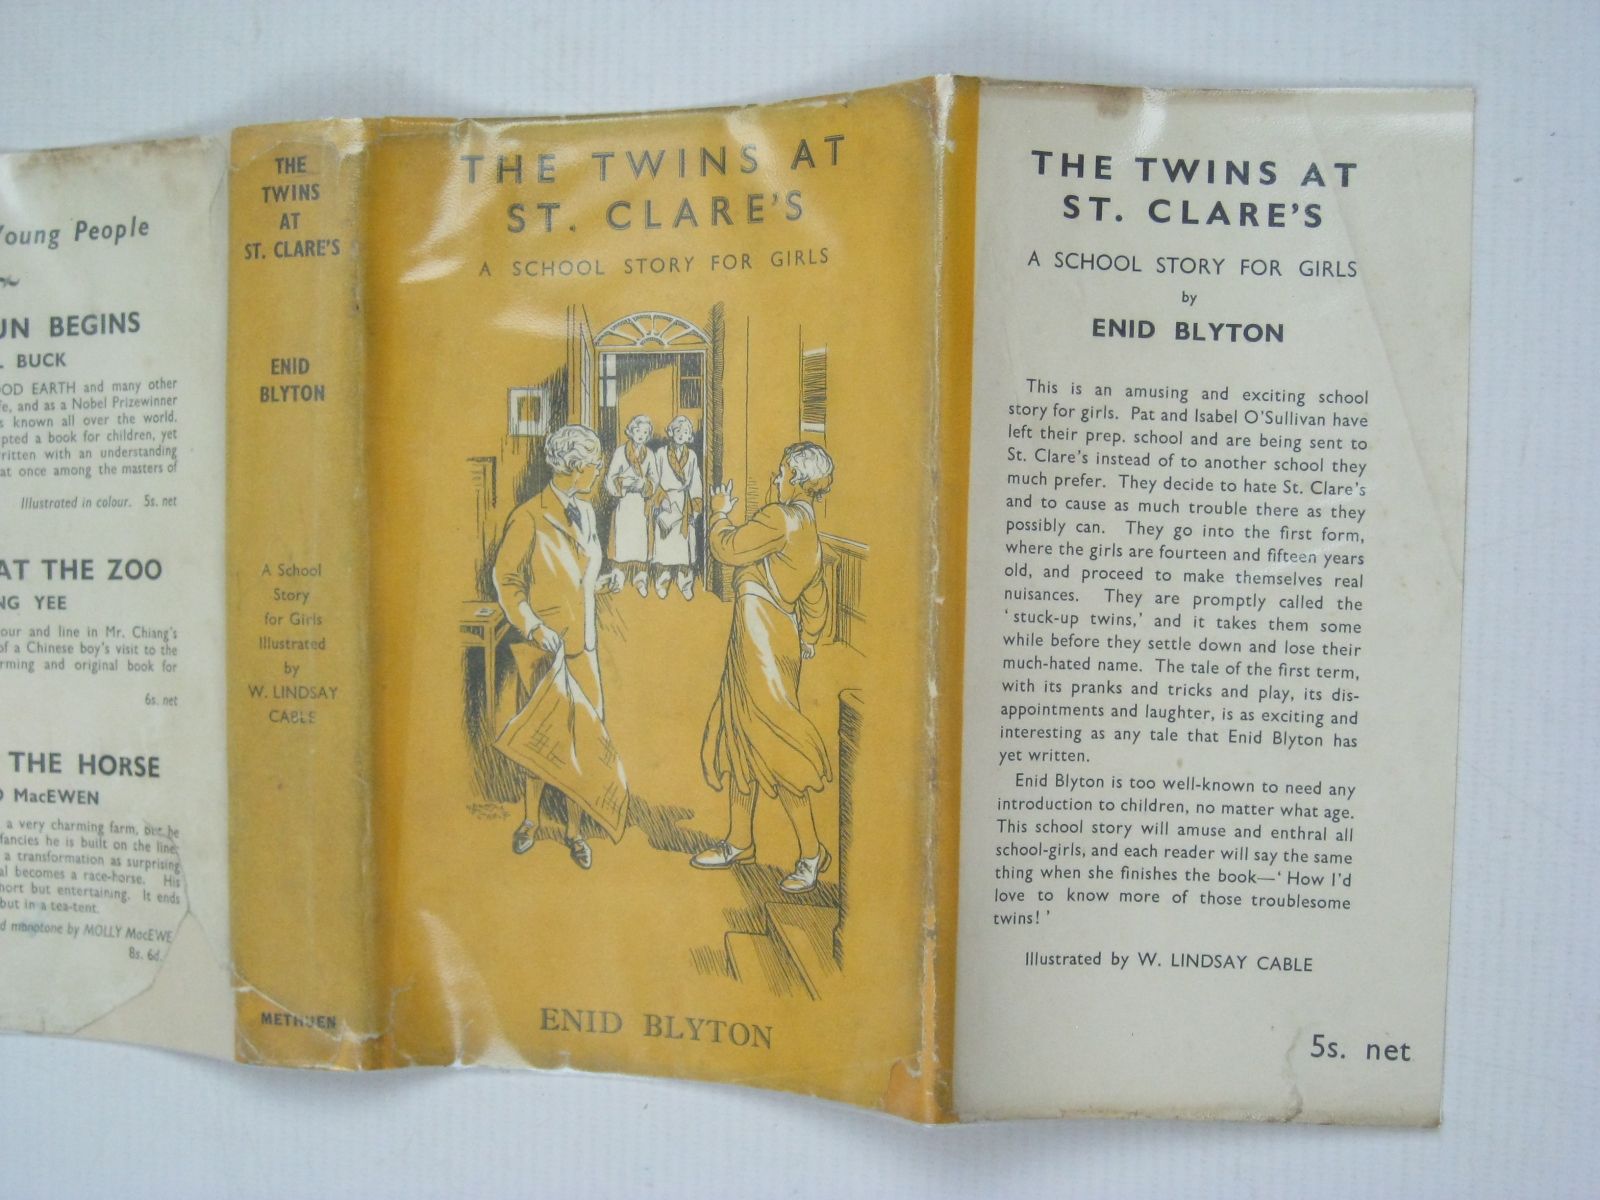 Young People
UN BEGINS
BUCK
OOD EARTH and many other
fe, and as a Nobel Prizewinner
s known all over the world.
pted a book for children, yet
ritten with an understanding
at once among the masters of
Illustrated in colour. 5s. net
AT THE ZOO
NG YEE
our and line in Mr. Chiang's
of a Chinese boy's visit to the
rming and original book for
6s. net
THE HORSE
D MacEWEN
a very charming farm, but he
fancies he is built on the line
a transformation as surprising
al becomes a race-horse. His
hort but entertaining. It ends
but in a tea-tent.
d monotone by MOLLY MacEWE
8s. 6d.
THE
TWINS
AT
ST. CLARE'S
ENID
BLYTON
A School
Story
for Girls
Illustrated
by
W. LINDSAY
CABLE
METHUEN
THE TWINS AT
ST. CLARE'S
A SCHOOL STORY FOR GIRLS
ENID BLYTON
THE TWINS AT
ST. CLARE'S
A SCHOOL STORY FOR GIRLS
by
ENID BLYTON
This is an amusing and exciting school
story for girls. Pat and Isabel O'Sullivan have
left their prep. school and are being sent to
St. Clare's instead of to another school they
much prefer. They decide to hate St. Clare's
and to cause as much trouble there as they
possibly can. They go into the first form,
where the girls are fourteen and fifteen years
old, and proceed to make themselves real
nuisances. They are promptly called the
'stuck-up twins,' and it takes them some
while before they settle down and lose their
much-hated name. The tale of the first term,
with its pranks and tricks and play, its dis-
appointments and laughter, is as exciting and
interesting as any tale that Enid Blyton has
yet written.
Enid Blyton is too well-known to need any
introduction to children, no matter what age.
This school story will amuse and enthral all
school-girls, and each reader will say the same
thing when she finishes the book—'How I'd
love to know more of those troublesome
twins!'
Illustrated by W. LINDSAY CABLE
5s. net